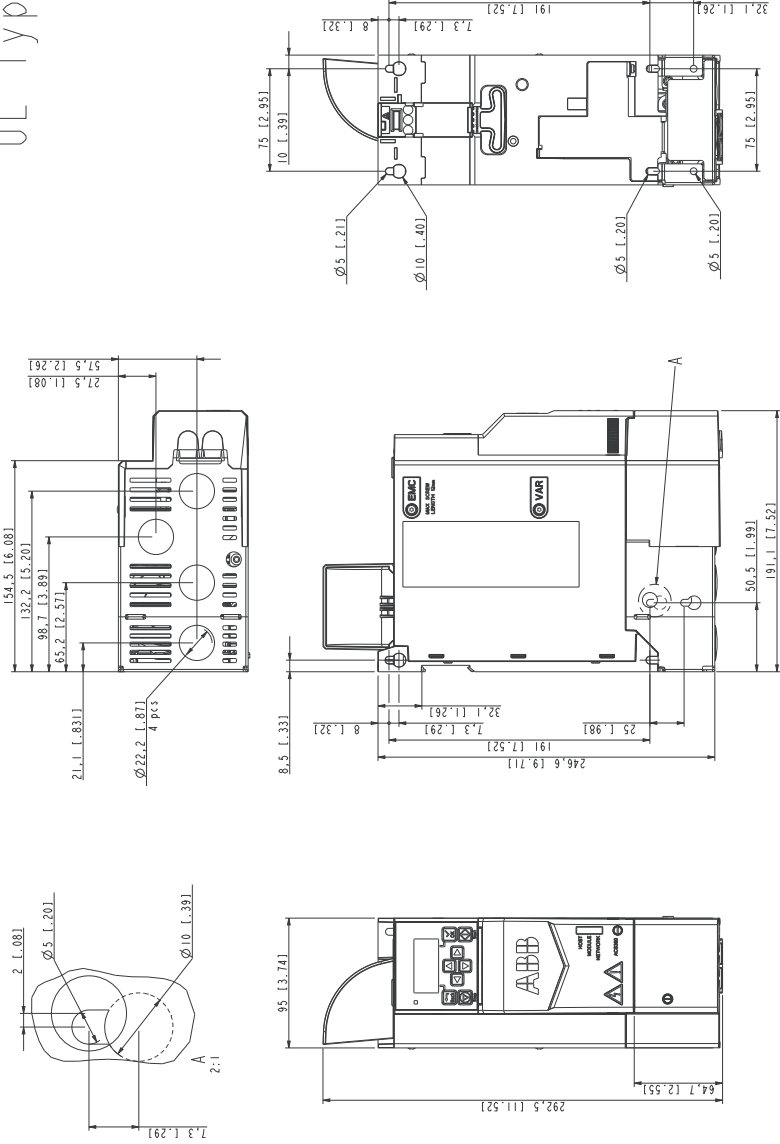 UL Typ
8 [.32]
7,3 [.29]
191 [7.52]
32,1 [1.26]
75 [2.95]
10 [.39]
75 [2.95]
Ø5 [.21]
Ø10 [.40]
Ø5 [.20]
Ø5 [.20]
57,5 [2.26]
27,5 [1.08]
154,5 [6.08]
132,2 [5.20]
98,7 [3.89]
65,2 [2.57]
21,1 [.831]
Ø22,2 [.87]
4 pcs
A
EMC
MAX SCREW
LENGTH
VAR
50,5 [1.99]
191,1 [7.52]
8,5 [.33]
32,1 [1.26]
8 [.32]
7,3 [.29]
25 [.98]
191 [7.52]
246,6 [9.71]
2 [.08]
Ø5 [.20]
Ø10 [.39]
A
2:1
7,3 [.29]
95 [3.74]
ABB
HOST
MODULE
NETWORK
64,7 [2.55]
292,5 [11.52]